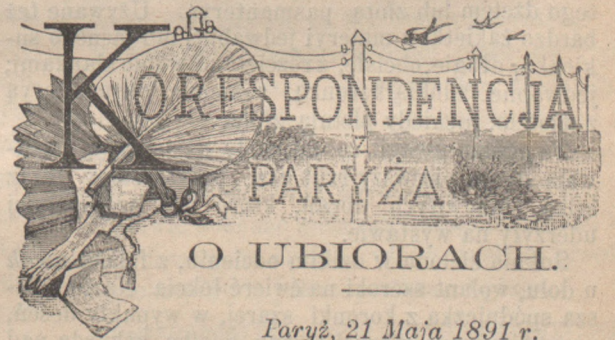 KORESPONDENCJA
Z
PARYŻA
O UBIORACH.
Paryż, 21 Maja 1891 r.